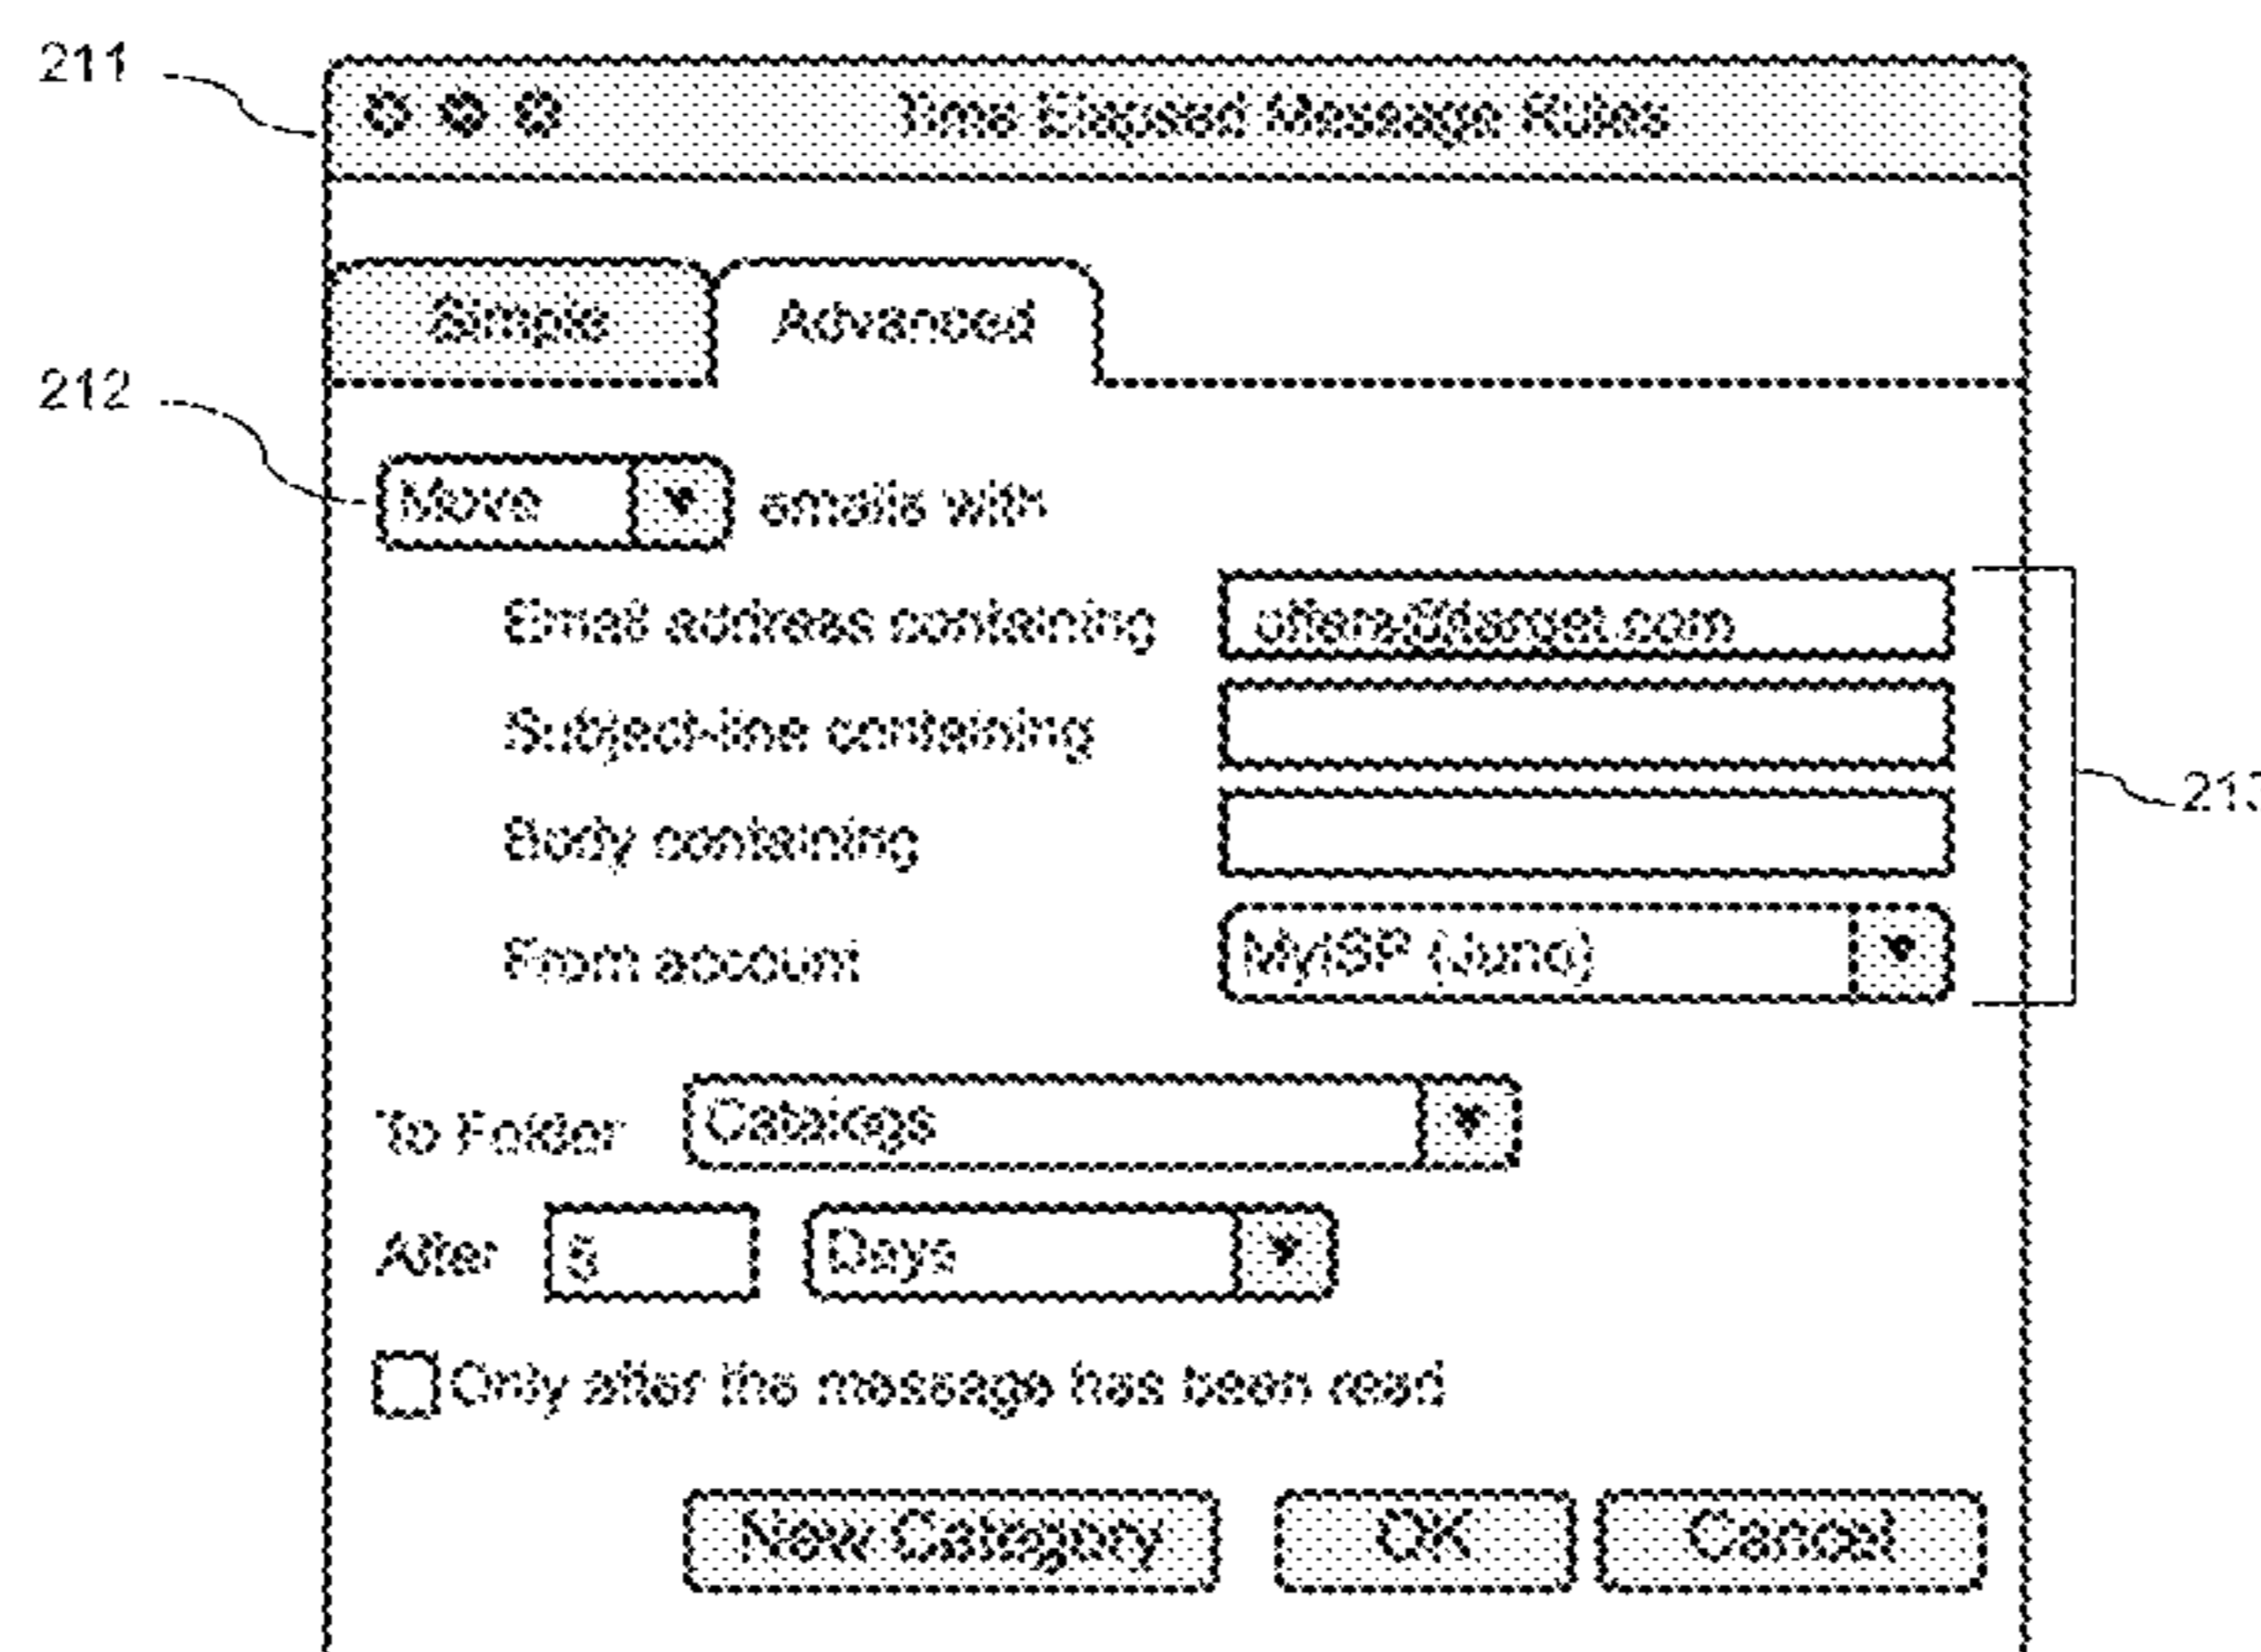 211
Time Elapsed Message Rules
Simple Advanced
212
Move emails with
Email address containing offers@target.com
Subject-line containing
Body containing
213
From account MyISP (Juno)
To Folder Catalogs
After 5 Days
Only after the message has been read
New Category OK Cancel